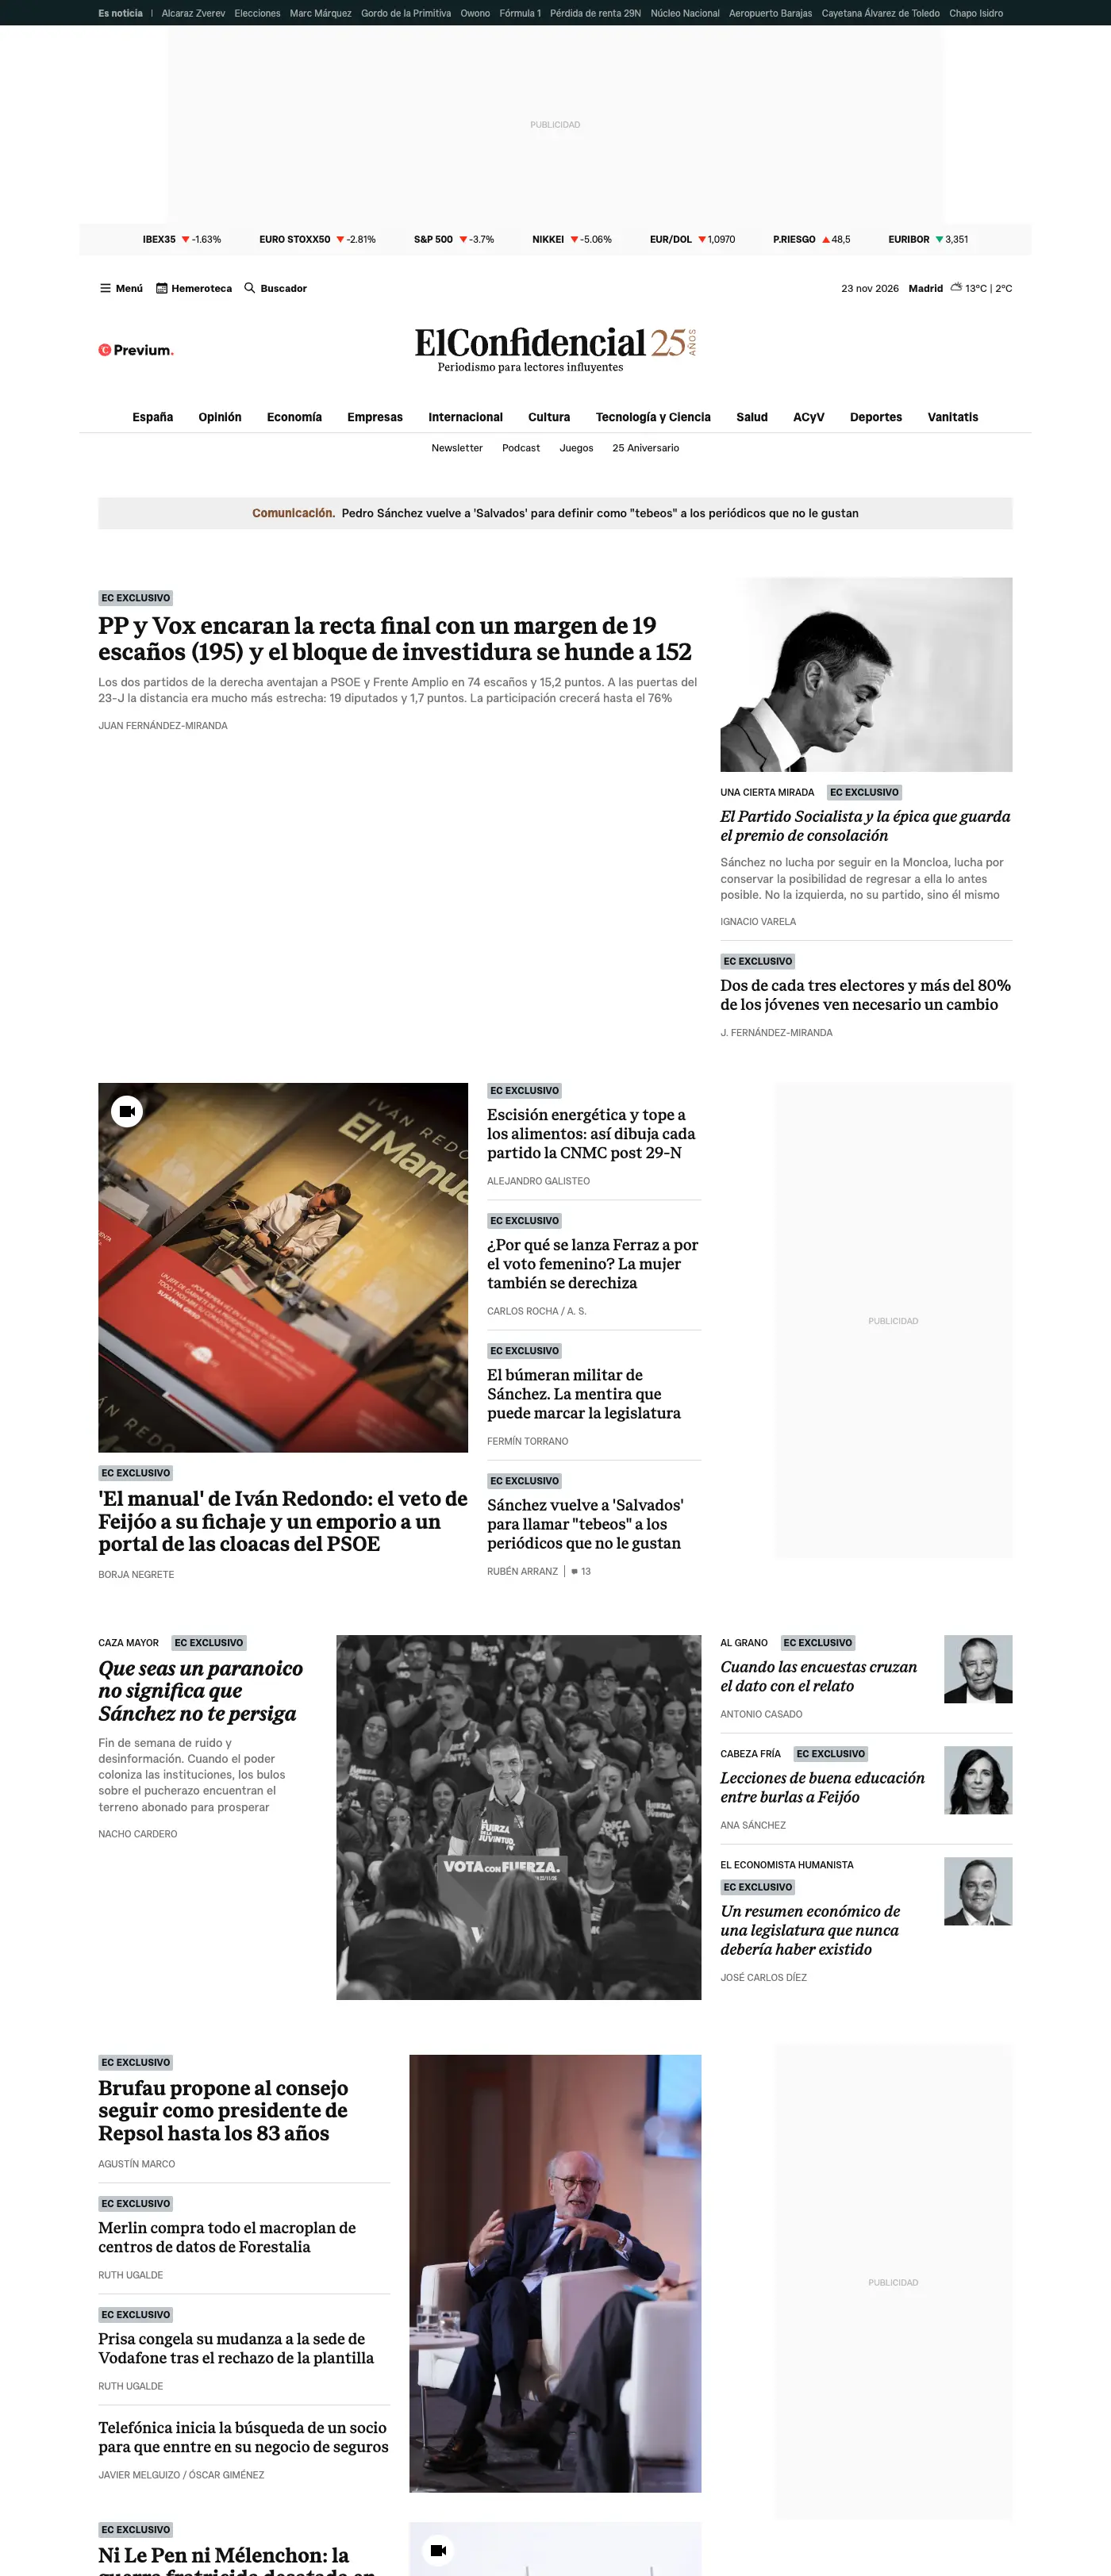 Es noticia | Alcaraz Zverev Elecciones Marc Márquez Gordo de la Primitiva Owono Fórmula 1 Pérdida de renta 29N Núcleo Nacional Aeropuerto Barajas Cayetana Álvarez de Toledo Chapo Isidro
PUBLICIDAD
IBEX35 -1.63% EURO STOXX50 -2.81% S&P 500 -3.7% NIKKEI -5.06% EUR/DOL 1,0970 P.RIESGO 48,5 EURIBOR 3,351
Menú Hemeroteca Buscador
23 nov 2026 Madrid 13°C | 2°C
Previum.
ElConfidencial 25 AÑOS
Periodismo para lectores influyentes
España Opinión Economía Empresas Internacional Cultura Tecnología y Ciencia Salud ACyV Deportes Vanitatis
Newsletter Podcast Juegos 25 Aniversario
Comunicación. Pedro Sánchez vuelve a 'Salvados' para definir como "tebeos" a los periódicos que no le gustan
EC EXCLUSIVO
PP y Vox encaran la recta final con un margen de 19
escaños (195) y el bloque de investidura se hunde a 152
Los dos partidos de la derecha aventajan a PSOE y Frente Amplio en 74 escaños y 15,2 puntos. A las puertas del
23-J la distancia era mucho más estrecha: 19 diputados y 1,7 puntos. La participación crecerá hasta el 76%
JUAN FERNÁNDEZ-MIRANDA
UNA CIERTA MIRADA EC EXCLUSIVO
El Partido Socialista y la épica que guarda
el premio de consolación
Sánchez no lucha por seguir en la Moncloa, lucha por
conservar la posibilidad de regresar a ella lo antes
posible. No la izquierda, no su partido, sino él mismo
IGNACIO VARELA
EC EXCLUSIVO
Dos de cada tres electores y más del 80%
de los jóvenes ven necesario un cambio
J. FERNÁNDEZ-MIRANDA
IVÁN REDO
El Manua
SUSANNA GRISO
ÁN REDO
EC EXCLUSIVO
'El manual' de Iván Redondo: el veto de
Feijóo a su fichaje y un emporio a un
portal de las cloacas del PSOE
BORJA NEGRETE
EC EXCLUSIVO
Escisión energética y tope a
los alimentos: así dibuja cada
partido la CNMC post 29-N
ALEJANDRO GALISTEO
EC EXCLUSIVO
¿Por qué se lanza Ferraz a por
el voto femenino? La mujer
también se derechiza
CARLOS ROCHA / A. S.
EC EXCLUSIVO
El búmeran militar de
Sánchez. La mentira que
puede marcar la legislatura
FERMÍN TORRANO
EC EXCLUSIVO
Sánchez vuelve a 'Salvados'
para llamar "tebeos" a los
periódicos que no le gustan
RUBÉN ARRANZ | 13
PUBLICIDAD
CAZA MAYOR EC EXCLUSIVO
Que seas un paranoico
no significa que
Sánchez no te persiga
Fin de semana de ruido y
desinformación. Cuando el poder
coloniza las instituciones, los bulos
sobre el pucherazo encuentran el
terreno abonado para prosperar
NACHO CARDERO
LA FUERZA
DE LA
JUVENTUD.
VOTA CON FUERZA.
AL GRANO EC EXCLUSIVO
Cuando las encuestas cruzan
el dato con el relato
ANTONIO CASADO
CABEZA FRÍA EC EXCLUSIVO
Lecciones de buena educación
entre burlas a Feijóo
ANA SÁNCHEZ
EL ECONOMISTA HUMANISTA
EC EXCLUSIVO
Un resumen económico de
una legislatura que nunca
debería haber existido
JOSÉ CARLOS DÍEZ
EC EXCLUSIVO
Brufau propone al consejo
seguir como presidente de
Repsol hasta los 83 años
AGUSTÍN MARCO
EC EXCLUSIVO
Merlin compra todo el macroplan de
centros de datos de Forestalia
RUTH UGALDE
EC EXCLUSIVO
Prisa congela su mudanza a la sede de
Vodafone tras el rechazo de la plantilla
RUTH UGALDE
Telefónica inicia la búsqueda de un socio
para que enntre en su negocio de seguros
JAVIER MELGUIZO / ÓSCAR GIMÉNEZ
PUBLICIDAD
EC EXCLUSIVO
Ni Le Pen ni Mélenchon: la
guerra fratricida desatada en